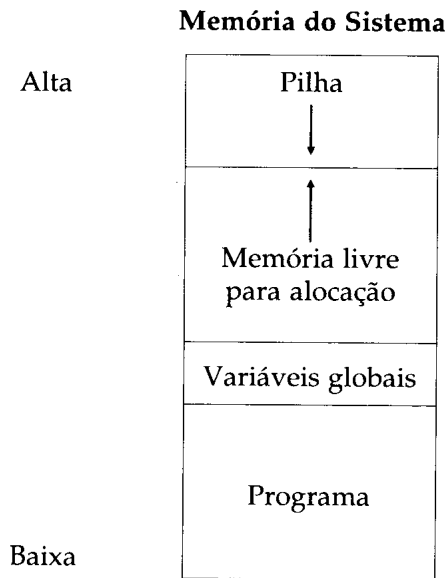 Memória do Sistema
Alta
Pilha
Memória livre
para alocação
Variáveis globais
Programa
Baixa